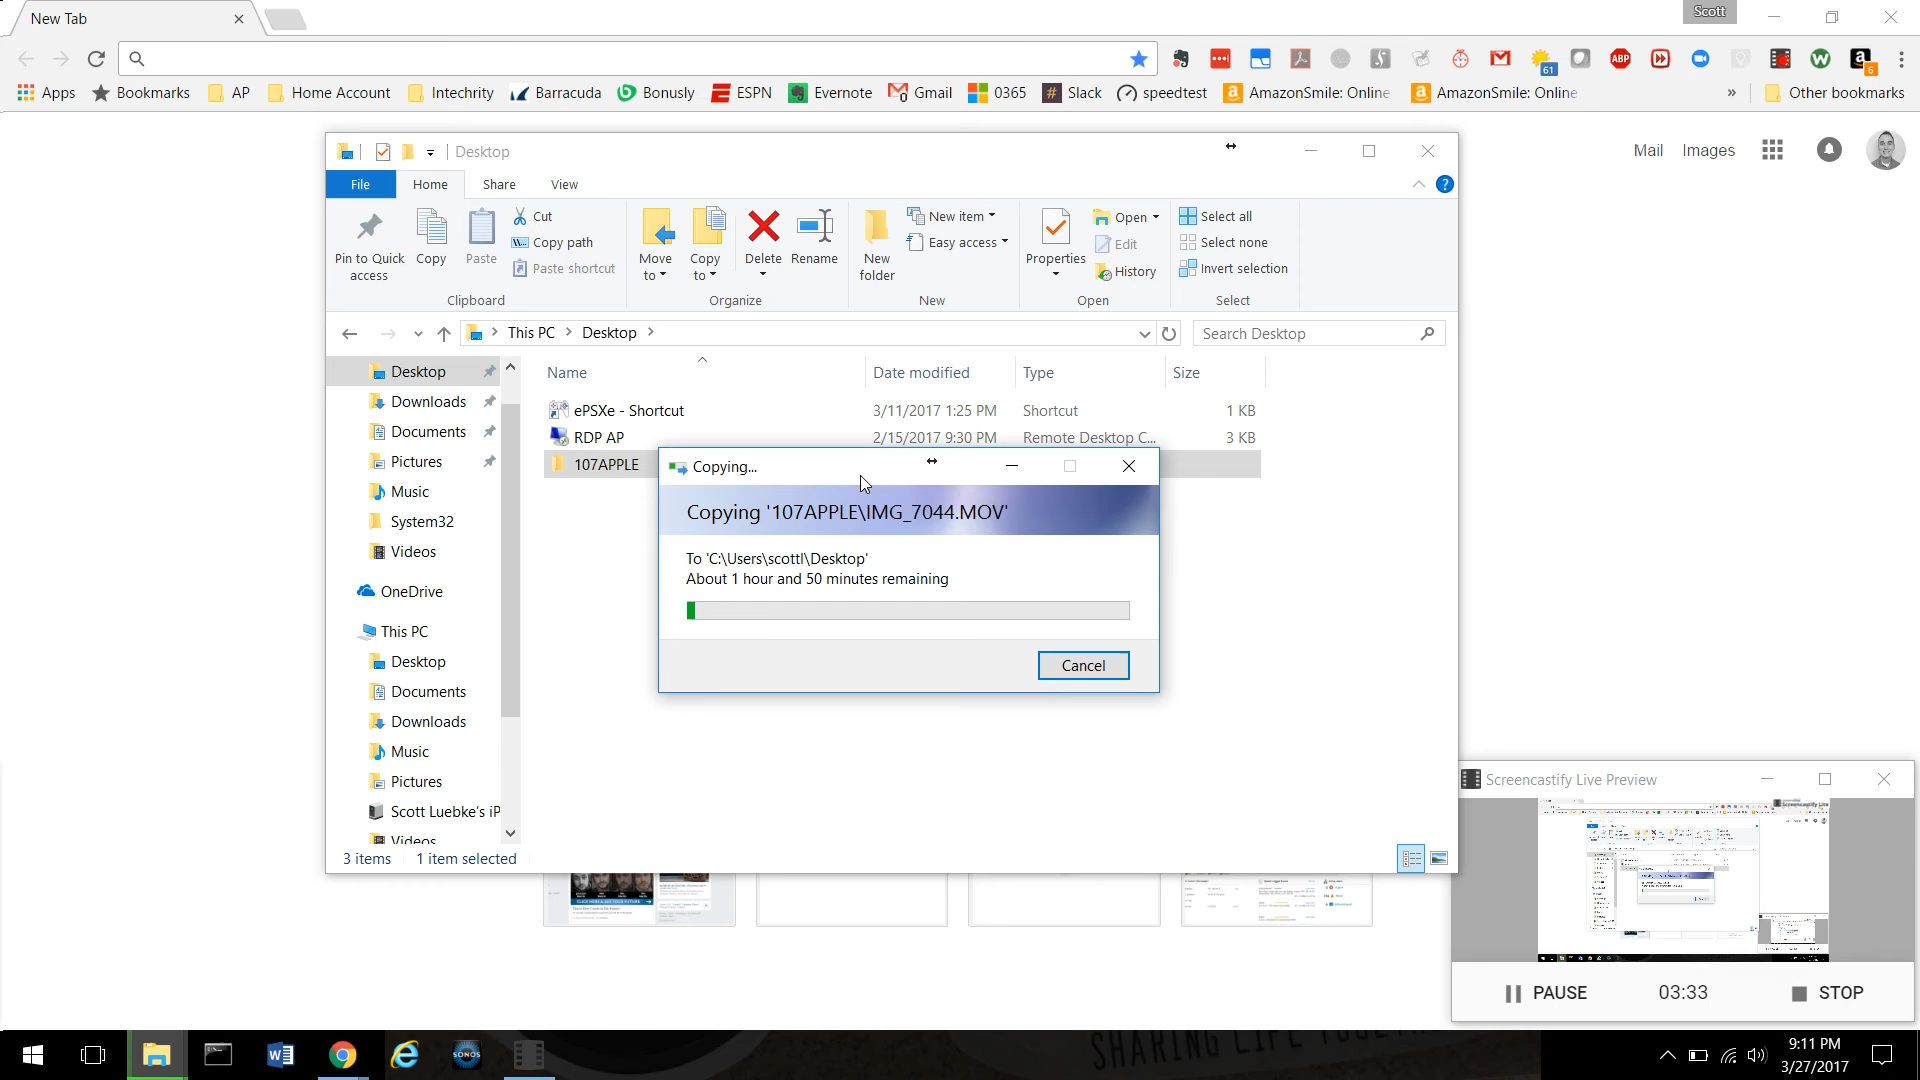 New Tab
Scott
Apps
Bookmarks
AP
Home Account
Intechrity
Barracuda
Bonusly
ESPN
Evernote
Gmail
0365
Slack
speedtest
AmazonSmile: Online
AmazonSmile: Online
»
Other bookmarks
61
ABP
6
Mail
Images
Desktop
File
Home
Share
View
Pin to Quick access
Copy
Paste
Cut
Copy path
Paste shortcut
Clipboard
Move to
Copy to
Delete
Rename
Organize
New folder
New item
Easy access
New
Properties
Open
Edit
History
Open
Select all
Select none
Invert selection
Select
This PC
Desktop
Search Desktop
Name
Date modified
Type
Size
ePSXe - Shortcut
3/11/2017 1:25 PM
Shortcut
1 KB
RDP AP
2/15/2017 9:30 PM
Remote Desktop C...
3 KB
107APPLE
Desktop
Downloads
Documents
Pictures
Music
System32
Videos
OneDrive
This PC
Desktop
Documents
Downloads
Music
Pictures
Scott Luebke's iP
Videos
3 items
1 item selected
Copying...
Copying '107APPLE\IMG_7044.MOV'
To 'C:\Users\scottl\Desktop'
About 1 hour and 50 minutes remaining
Cancel
Screencastify Live Preview
PAUSE
03:33
STOP
SONOS
9:11 PM
3/27/2017